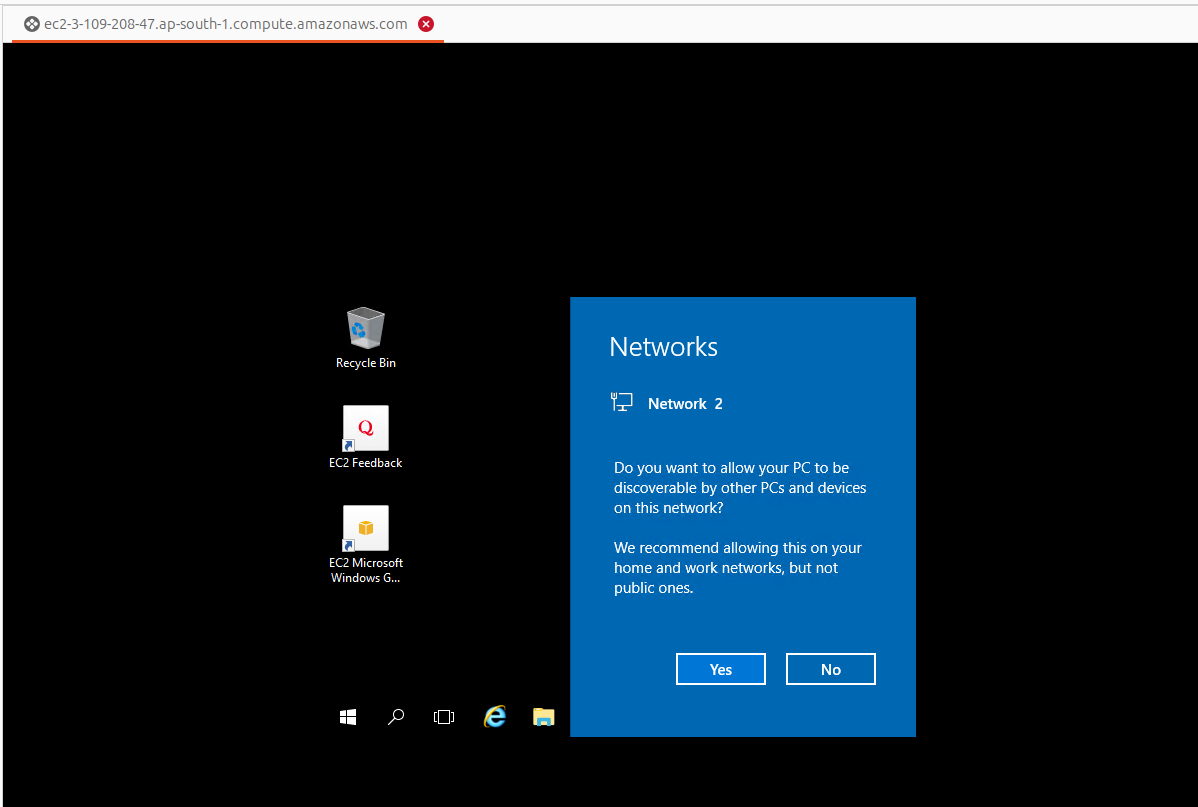 ec2-3-109-208-47.ap-south-1.compute.amazonaws.com
Recycle Bin
EC2 Feedback
EC2 Microsoft
Windows G...
Networks
Network 2
Do you want to allow your PC to be
discoverable by other PCs and devices
on this network?
We recommend allowing this on your
home and work networks, but not
public ones.
Yes
No